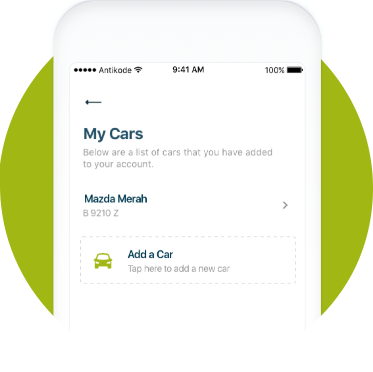 Antikode 9:41 AM 100%
My Cars
Below are a list of cars that you have added
to your account.
Mazda Merah
B 9210 Z
Add a Car
Tap here to add a new car